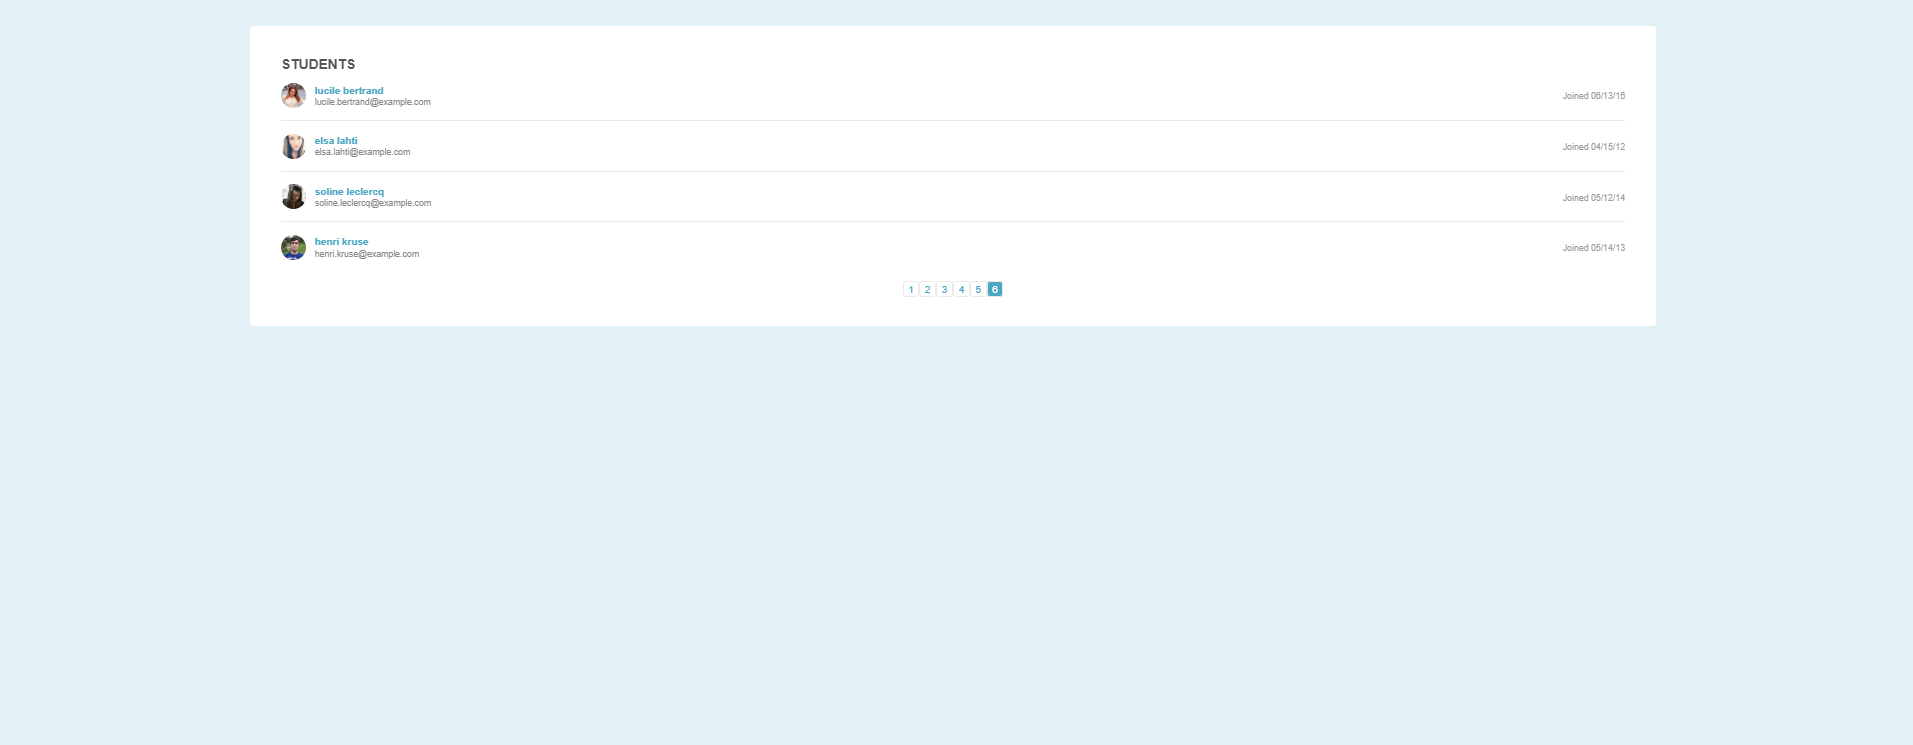 STUDENTS
lucile bertrand
lucile.bertrand@example.com
Joined 06/13/16
elsa lahti
elsa.lahti@example.com
Joined 04/15/12
soline leclercq
soline.leclercq@example.com
Joined 05/12/14
henri kruse
henri.kruse@example.com
Joined 05/14/13
1 2 3 4 5 6